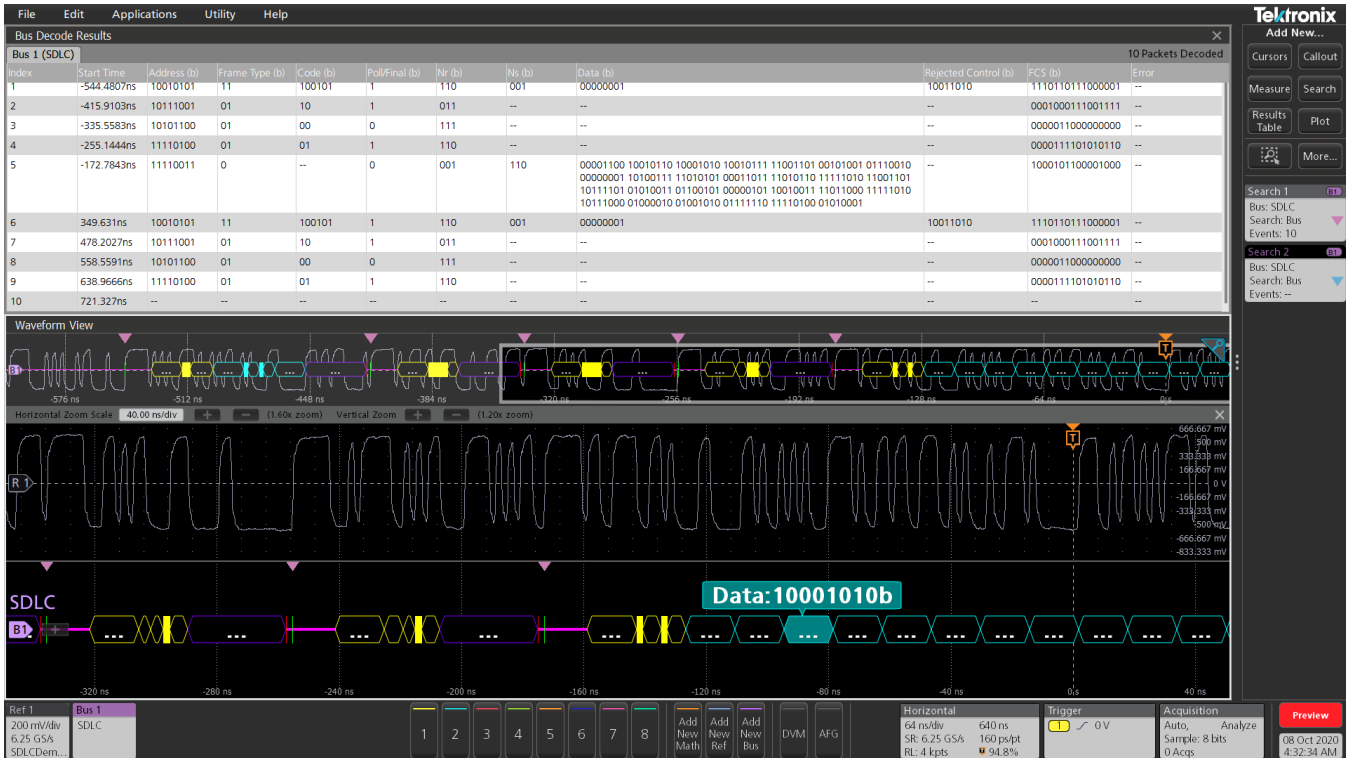 File Edit Applications Utility Help
Tektronix
Add New...
Bus Decode Results
Bus 1 (SDLC) 10 Packets Decoded
Index Start Time Address (b) Frame Type (b) Code (b) Poll/Final (b) Nr (b) Ns (b) Data (b) Rejected Control (b) FCS (b) Error
1 -544.4807ns 10010101 11 100101 1 110 001 00000001 10011010 1110110111000001 --
2 -415.9103ns 10111001 01 10 1 011 -- -- -- 0001000111001111 --
3 -335.5583ns 10101100 01 00 0 111 -- -- -- 0000011000000000 --
4 -255.1444ns 11110100 01 01 1 110 -- -- -- 0000111101010110 --
5 -172.7843ns 11110011 0 -- 0 001 110 00001100 10010110 10001010 10010111 11001101 00101001 01110010 -- 1000101100001000 --
00000001 10100111 11010101 00011011 11010110 11111010 11001101
10111101 01010011 01100101 00000101 10010011 11011000 11111010
10111000 01000010 01001010 01111110 11110100 01010001
6 349.631ns 10010101 11 100101 1 110 001 00000001 10011010 1110110111000001 --
7 478.2027ns 10111001 01 10 1 011 -- -- -- 0001000111001111 --
8 558.5591ns 10101100 01 00 0 111 -- -- -- 0000011000000000 --
9 638.9666ns 11110100 01 01 1 110 -- -- -- 0000111101010110 --
10 721.327ns -- -- -- -- -- -- -- -- -- --
Cursors Callout
Measure Search
Results Table Plot
More...
Search 1 B1
Bus: SDLC
Search: Bus
Events: 10
Search 2 B1
Bus: SDLC
Search: Bus
Events: --
Waveform View
T
B1
-576 ns -512 ns -448 ns -384 ns -320 ns -256 ns -192 ns -128 ns -64 ns 0 s
Horizontal Zoom Scale 40.00 ns/div + − (1.60x zoom) Vertical Zoom + − (1.20x zoom)
666.667 mV
T 500 mV
333.333 mV
166.667 mV
R 1 0 V
-166.667 mV
-333.333 mV
-500 mV
-666.667 mV
-833.333 mV
Data:10001010b
SDLC
B1 + ... ... ... ... ... ... ... ... ... ... ... ... ... ... ... ...
-320 ns -280 ns -240 ns -200 ns -160 ns -120 ns -80 ns -40 ns 0 s 40 ns
Ref 1
200 mV/div
6.25 GS/s
SDLCDem...
Bus 1
SDLC
1 2 3 4 5 6 7 8
Add New Math
Add New Ref
Add New Bus
DVM AFG
Horizontal
64 ns/div 640 ns
SR: 6.25 GS/s 160 ps/pt
RL: 4 kpts 94.8%
Trigger
1 0 V
Acquisition
Auto, Analyze
Sample: 8 bits
0 Acqs
Preview
08 Oct 2020
4:32:34 AM